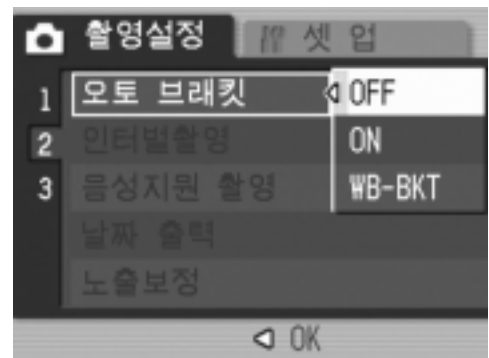 촬영설정 셋 업
1 오토 브래킷 OFF
2 인터벌촬영 ON
3 음성지원 촬영 WB-BKT
날짜 출력
노출보정
OK